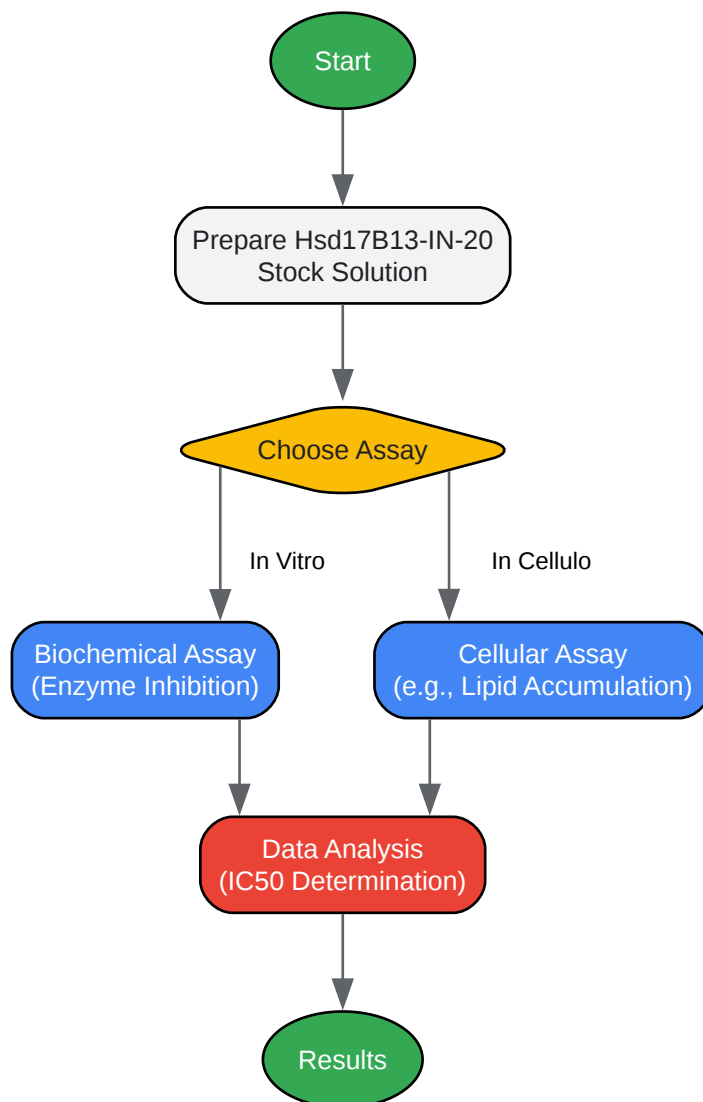 Start
Prepare Hsd17B13-IN-20
Stock Solution
Choose Assay
In Vitro
In Cellulo
Biochemical Assay
(Enzyme Inhibition)
Cellular Assay
(e.g., Lipid Accumulation)
Data Analysis
(IC50 Determination)
Results